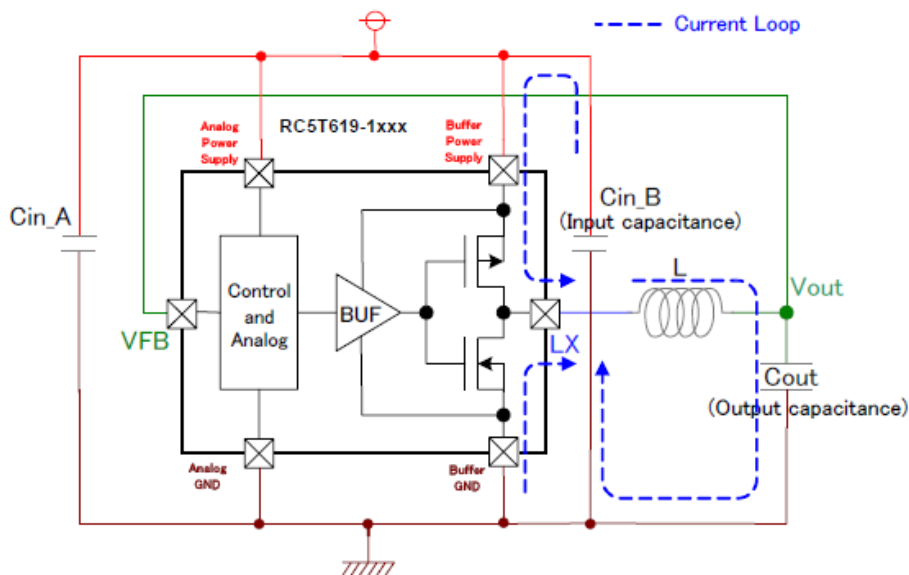 Current Loop
RC5T619-1xxx
Analog
Power
Supply
Buffer
Power
Supply
Cin_A
Cin_B
(Input capacitance)
Control
and
Analog
BUF
L
Vout
VFB
LX
Cout
(Output capacitance)
Analog
GND
Buffer
GND